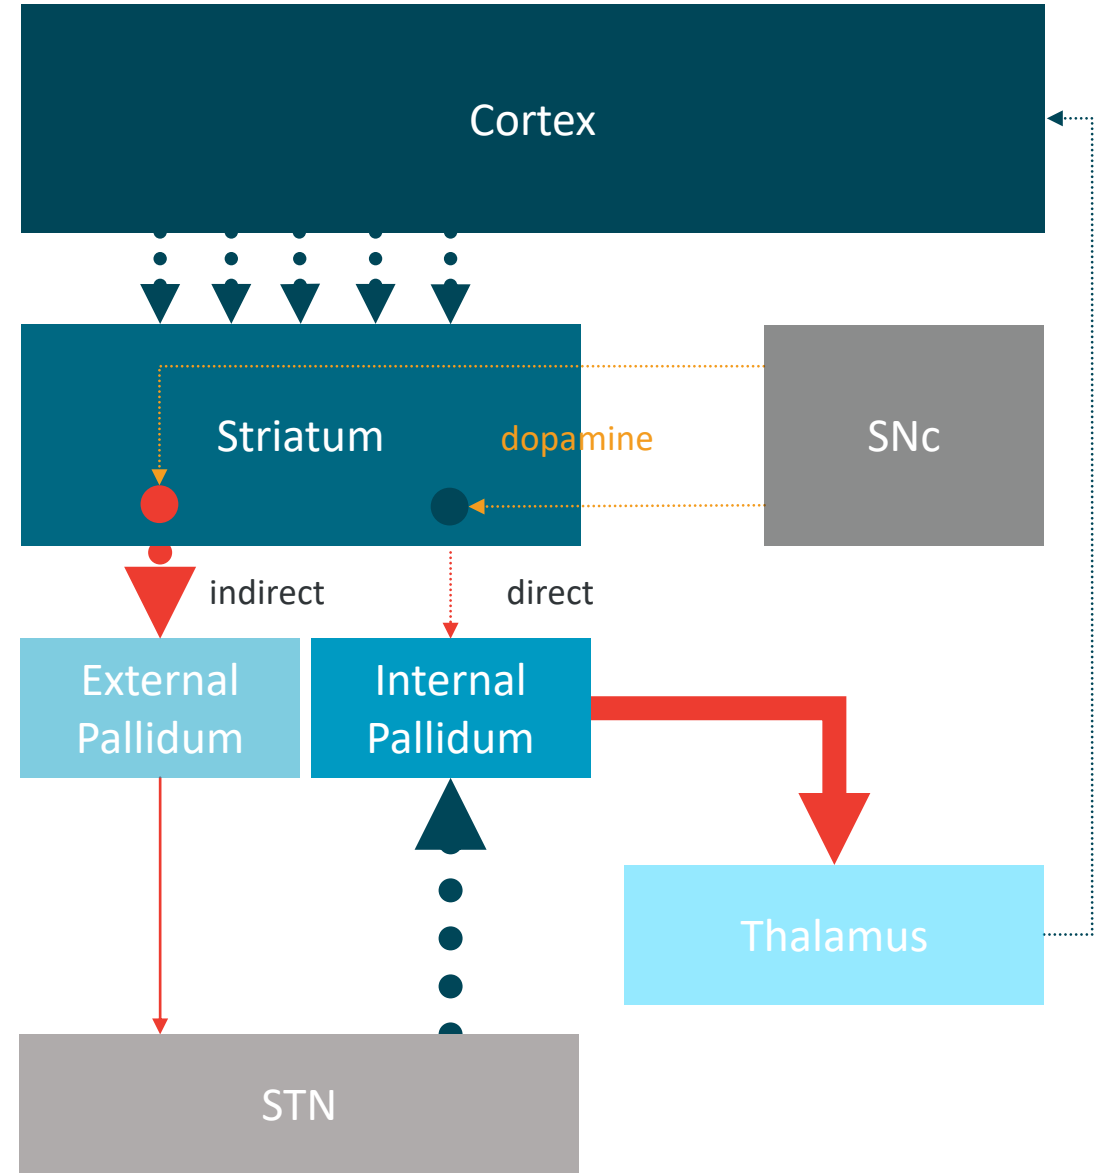 Cortex
Striatum
dopamine
SNc
indirect
direct
External
Pallidum
Internal
Pallidum
Thalamus
STN